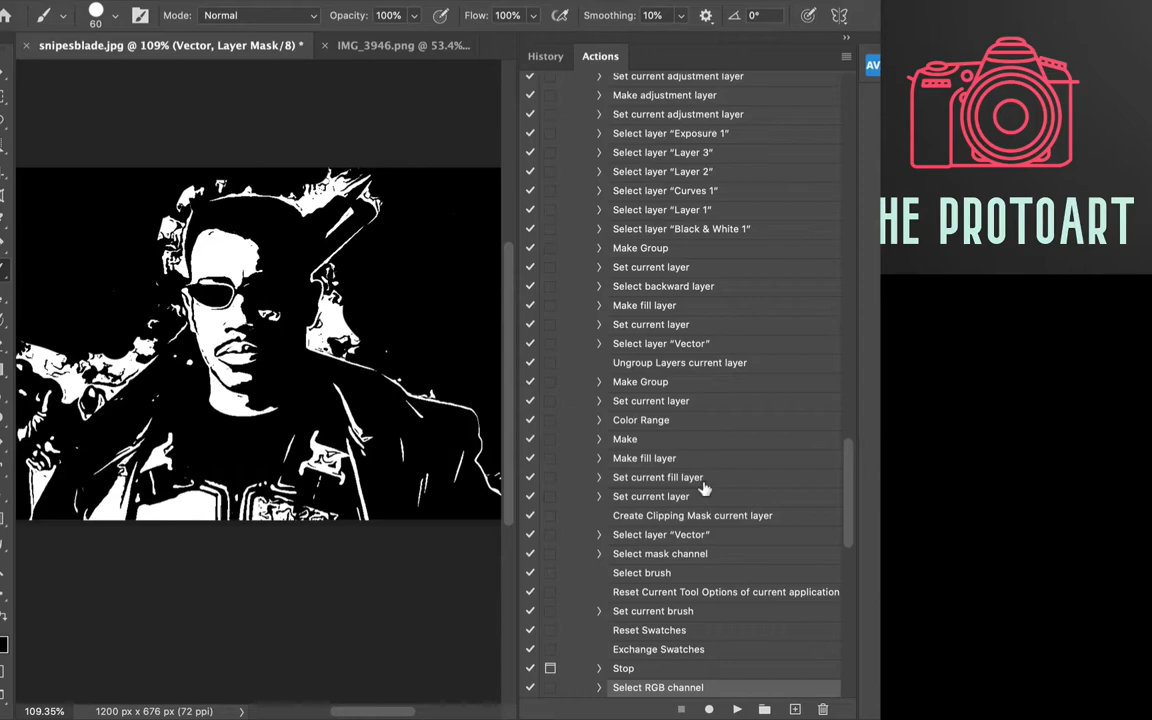 60
Mode: Normal
Opacity: 100%
Flow: 100%
Smoothing: 10%
0°
snipesblade.jpg @ 109% (Vector, Layer Mask/8) *
IMG_3946.png @ 53.4%...
History
Actions
AV
Set current adjustment layer
Make adjustment layer
Set current adjustment layer
Select layer “Exposure 1”
Select layer “Layer 3”
Select layer “Layer 2”
Select layer “Curves 1”
Select layer “Layer 1”
Select layer “Black & White 1”
Make Group
Set current layer
Select backward layer
Make fill layer
Set current layer
Select layer “Vector”
Ungroup Layers current layer
Make Group
Set current layer
Color Range
Make
Make fill layer
Set current fill layer
Set current layer
Create Clipping Mask current layer
Select layer “Vector”
Select mask channel
Select brush
Reset Current Tool Options of current application
Set current brush
Reset Swatches
Exchange Swatches
Stop
Select RGB channel
109.35%
1200 px x 676 px (72 ppi)
HE PROTOART